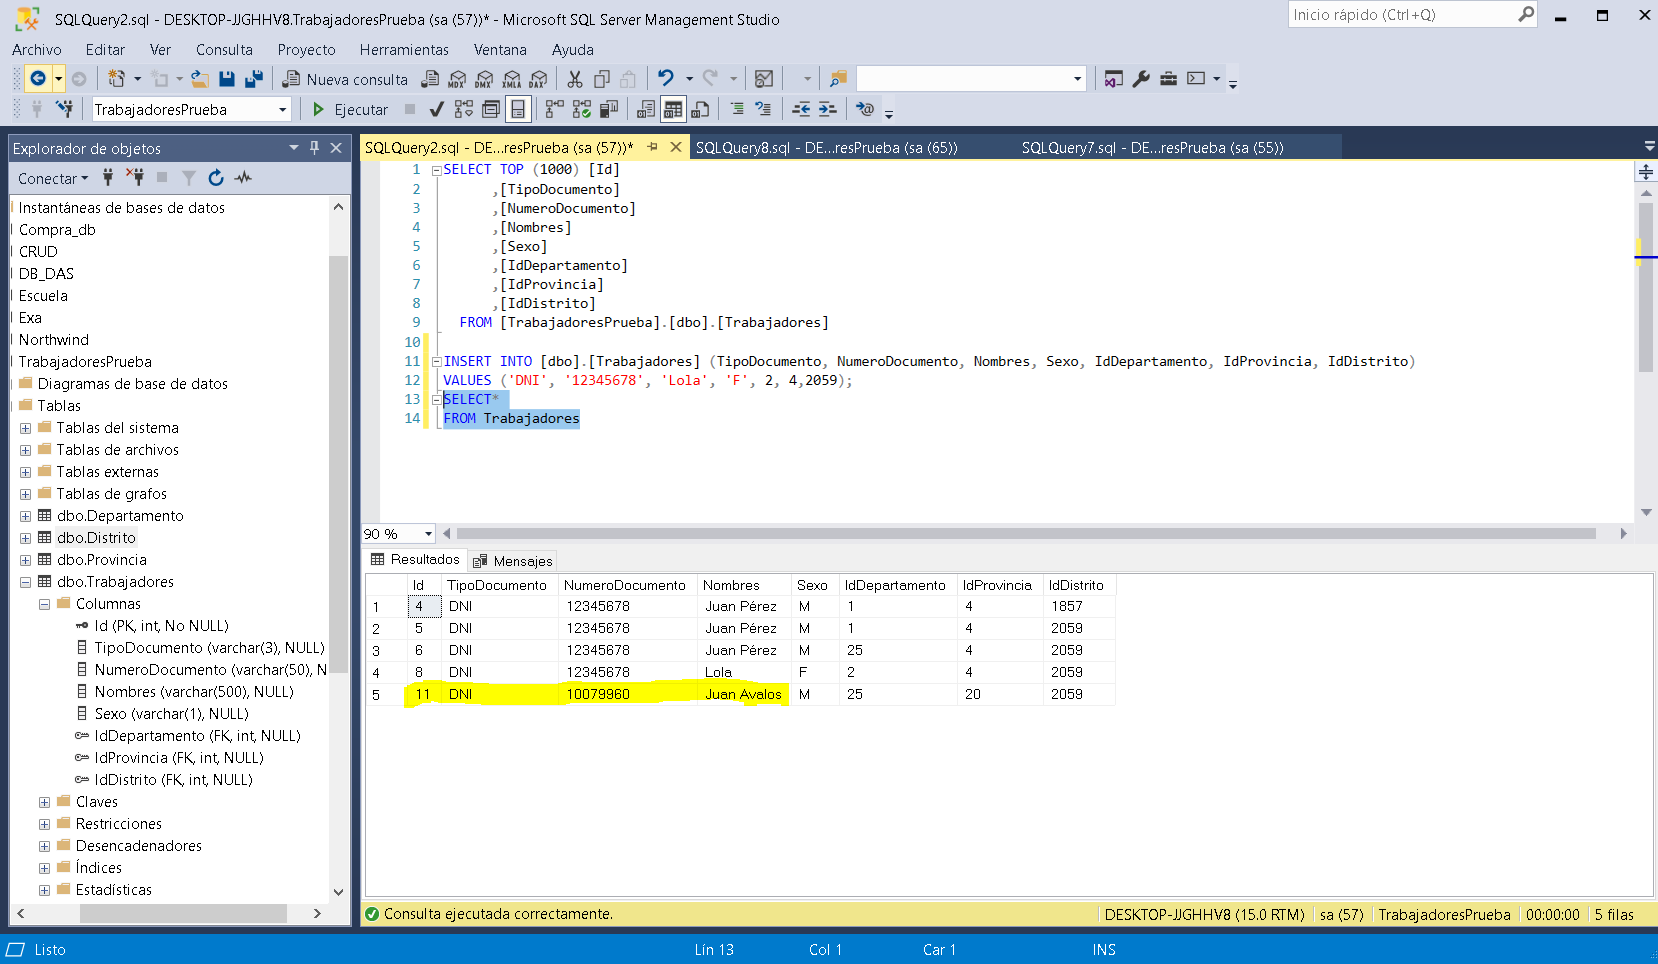 SQLQuery2.sql - DESKTOP-JJGHHV8.TrabajadoresPrueba (sa (57))* - Microsoft SQL Server Management Studio
Inicio rápido (Ctrl+Q)
Archivo Editar Ver Consulta Proyecto Herramientas Ventana Ayuda
Nueva consulta MDX DMX XMLA DAX
TrabajadoresPrueba Ejecutar
Explorador de objetos
Conectar
Instantáneas de bases de datos
Compra_db
CRUD
DB_DAS
Escuela
Exa
Northwind
TrabajadoresPrueba
Diagramas de base de datos
Tablas
Tablas del sistema
Tablas de archivos
Tablas externas
Tablas de grafos
dbo.Departamento
dbo.Distrito
dbo.Provincia
dbo.Trabajadores
Columnas
Id (PK, int, No NULL)
TipoDocumento (varchar(3), NULL)
NumeroDocumento (varchar(50), N
Nombres (varchar(500), NULL)
Sexo (varchar(1), NULL)
IdDepartamento (FK, int, NULL)
IdProvincia (FK, int, NULL)
IdDistrito (FK, int, NULL)
Claves
Restricciones
Desencadenadores
Índices
Estadísticas
SQLQuery2.sql - DE...resPrueba (sa (57))* SQLQuery8.sql - DE...resPrueba (sa (65)) SQLQuery7.sql - DE...resPrueba (sa (55))
1 SELECT TOP (1000) [Id]
2 ,[TipoDocumento]
3 ,[NumeroDocumento]
4 ,[Nombres]
5 ,[Sexo]
6 ,[IdDepartamento]
7 ,[IdProvincia]
8 ,[IdDistrito]
9 FROM [TrabajadoresPrueba].[dbo].[Trabajadores]
10
11 INSERT INTO [dbo].[Trabajadores] (TipoDocumento, NumeroDocumento, Nombres, Sexo, IdDepartamento, IdProvincia, IdDistrito)
12 VALUES ('DNI', '12345678', 'Lola', 'F', 2, 4,2059);
13 SELECT*
14 FROM Trabajadores
90 %
Resultados Mensajes
Id TipoDocumento NumeroDocumento Nombres Sexo IdDepartamento IdProvincia IdDistrito
1 4 DNI 12345678 Juan Pérez M 1 4 1857
2 5 DNI 12345678 Juan Pérez M 1 4 2059
3 6 DNI 12345678 Juan Pérez M 25 4 2059
4 8 DNI 12345678 Lola F 2 4 2059
5 11 DNI 10079960 Juan Avalos M 25 20 2059
Consulta ejecutada correctamente. DESKTOP-JJGHHV8 (15.0 RTM) sa (57) TrabajadoresPrueba 00:00:00 5 filas
Listo Lín 13 Col 1 Car 1 INS